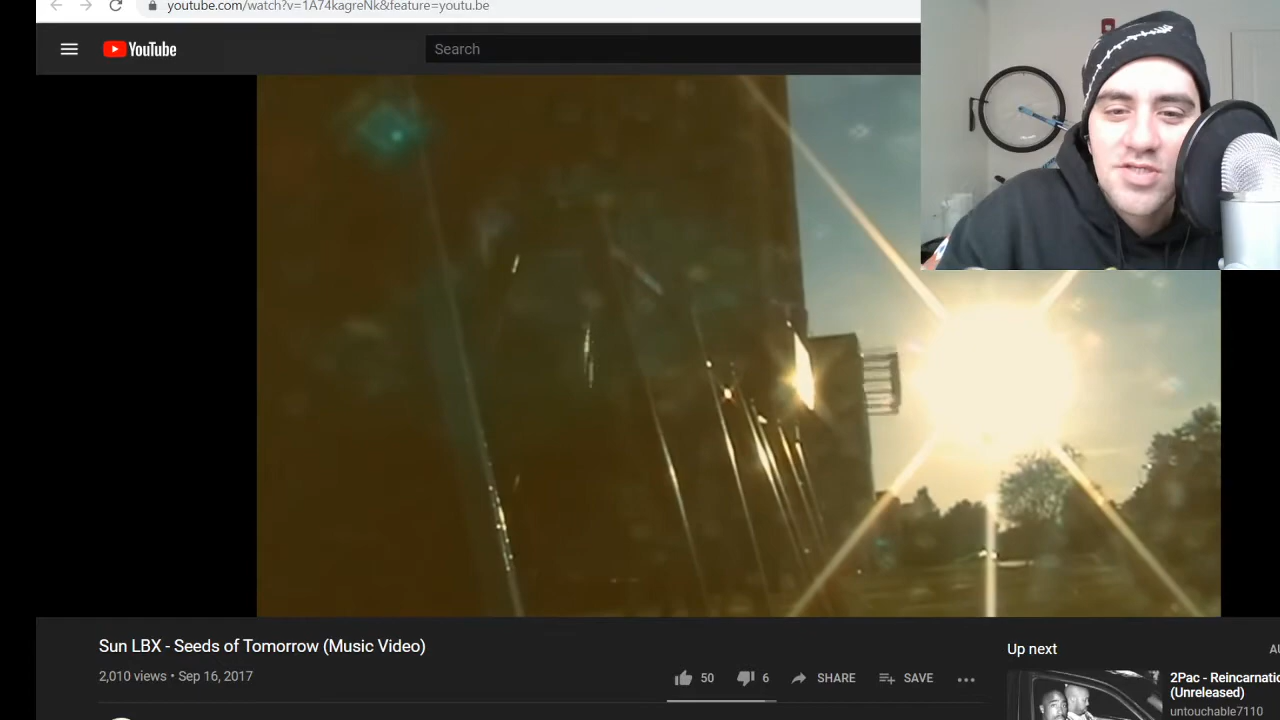 youtube.com/watch?v=1A74kagreNk&feature=youtu.be
YouTube
Search
Sun LBX - Seeds of Tomorrow (Music Video)
2,010 views • Sep 16, 2017
50
6
SHARE
SAVE
Up next
AU
2Pac - Reincarnatio
(Unreleased)
untouchable7110